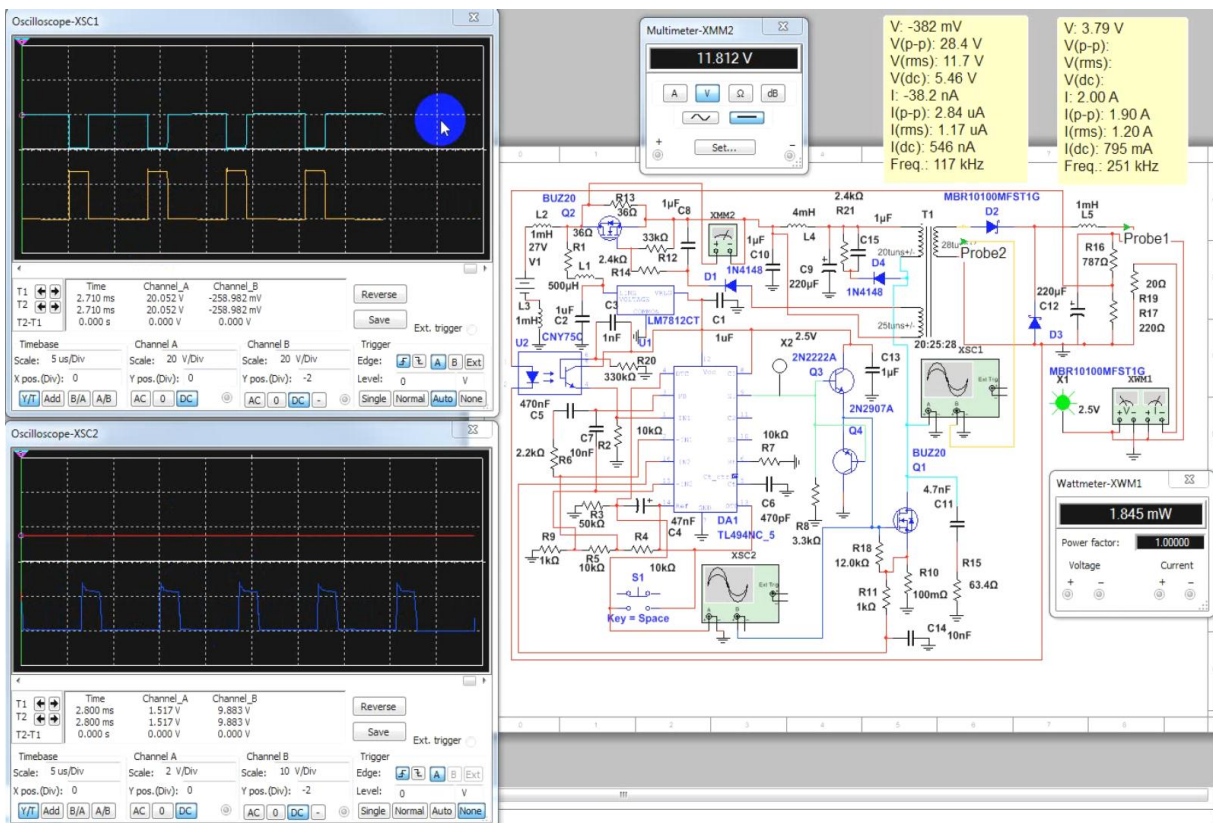 Oscilloscope-XSC1
T1
T2
T2-T1
Time Channel_A Channel_B
2.710 ms 20.052 V -258.982 mV
2.710 ms 20.052 V -258.982 mV
0.000 s 0.000 V 0.000 V
Reverse
Save
Ext. trigger
Timebase
Scale: 5 us/Div
X pos.(Div): 0
Y/T Add B/A A/B
Channel A
Scale: 20 V/Div
Y pos.(Div): 0
AC 0 DC
Channel B
Scale: 20 V/Div
Y pos.(Div): -2
AC 0 DC -
Trigger
Edge: A B Ext
Level: 0 V
Single Normal Auto None
Oscilloscope-XSC2
T1
T2
T2-T1
Time Channel_A Channel_B
2.800 ms 1.517 V 9.883 V
2.800 ms 1.517 V 9.883 V
0.000 s 0.000 V 0.000 V
Reverse
Save
Ext. trigger
Timebase
Scale: 5 us/Div
X pos.(Div): 0
Y/T Add B/A A/B
Channel A
Scale: 2 V/Div
Y pos.(Div): 0
AC 0 DC
Channel B
Scale: 10 V/Div
Y pos.(Div): -2
AC 0 DC -
Trigger
Edge: A B Ext
Level: 0 V
Single Normal Auto None
Multimeter-XMM2
11.812 V
A V Ω dB
Set...
V: -382 mV
V(p-p): 28.4 V
V(rms): 11.7 V
V(dc): 5.46 V
I: -38.2 nA
I(p-p): 2.84 uA
I(rms): 1.17 uA
I(dc): 546 nA
Freq.: 117 kHz
V: 3.79 V
V(p-p):
V(rms):
V(dc):
I: 2.00 A
I(p-p): 1.90 A
I(rms): 1.20 A
I(dc): 795 mA
Freq.: 251 kHz
BUZ20
Q2
R13
36Ω
1µF
C8
XMM2
4mH
L4
2.4kΩ
R21
1µF
C15
T1
MBR10100MFST1G
D2
1mH
L5
Probe1
L2
1mH
27V
V1
36Ω
R1
2.4kΩ
R14
33kΩ
R12
1µF
C10
C9
220µF
D4
1N4148
20tuns+/-
28tuns+/-
Probe2
R16
787Ω
L1
500µH
D1
1N4148
25tuns+/-
220µF
C12
D3
20Ω
R19
R17
220Ω
L3
1mH
1uF
C2
C3
1nF
LM7812CT
U1
C1
1uF
U2
CNY75C
R20
330kΩ
2.5V
X2
2N2222A
Q3
C13
1µF
20:25:28
XSC1
MBR10100MFST1G
X1
2.5V
XWM1
470nF
C5
C7
10nF
R2
10kΩ
2.2kΩ
R6
2N2907A
Q4
10kΩ
R7
BUZ20
Q1
C6
470pF
R8
3.3kΩ
4.7nF
C11
R3
50kΩ
47nF
C4
DA1
TL494NC_5
R9
1kΩ
R5
10kΩ
R4
10kΩ
XSC2
R18
12.0kΩ
R10
100mΩ
R15
63.4Ω
R11
1kΩ
S1
Key = Space
C14
10nF
Wattmeter-XWM1
1.845 mW
Power factor: 1.00000
Voltage Current